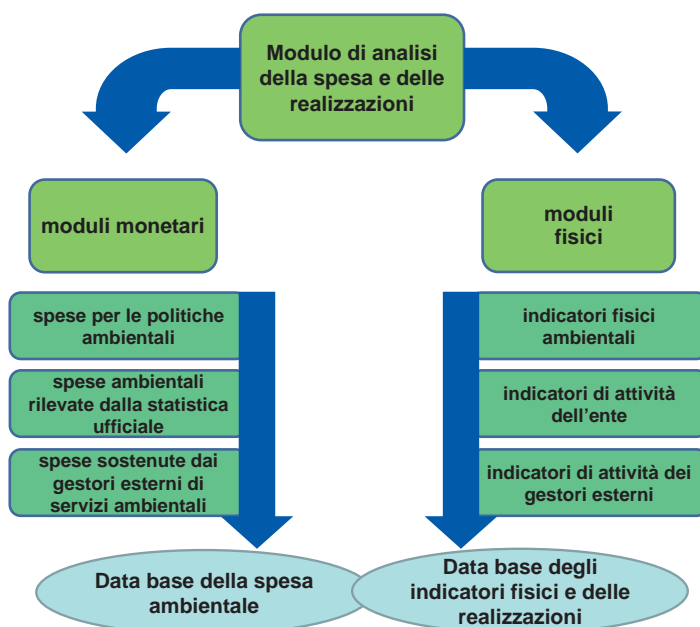 Modulo di analisi
della spesa e delle
realizzazioni
moduli monetari
moduli
fisici
spese per le politiche
ambientali
spese ambientali
rilevate dalla statistica
ufficiale
spese sostenute dai
gestori esterni di
servizi ambientali
indicatori fisici
ambientali
indicatori di attività
dell’ente
indicatori di attività dei
gestori esterni
Data base della spesa
ambientale
Data base degli
indicatori fisici e delle
realizzazioni